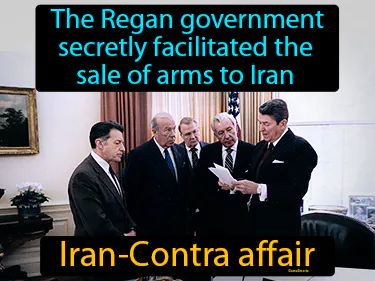 The Regan government
secretly facilitated the
sale of arms to Iran
Iran-Contra affair